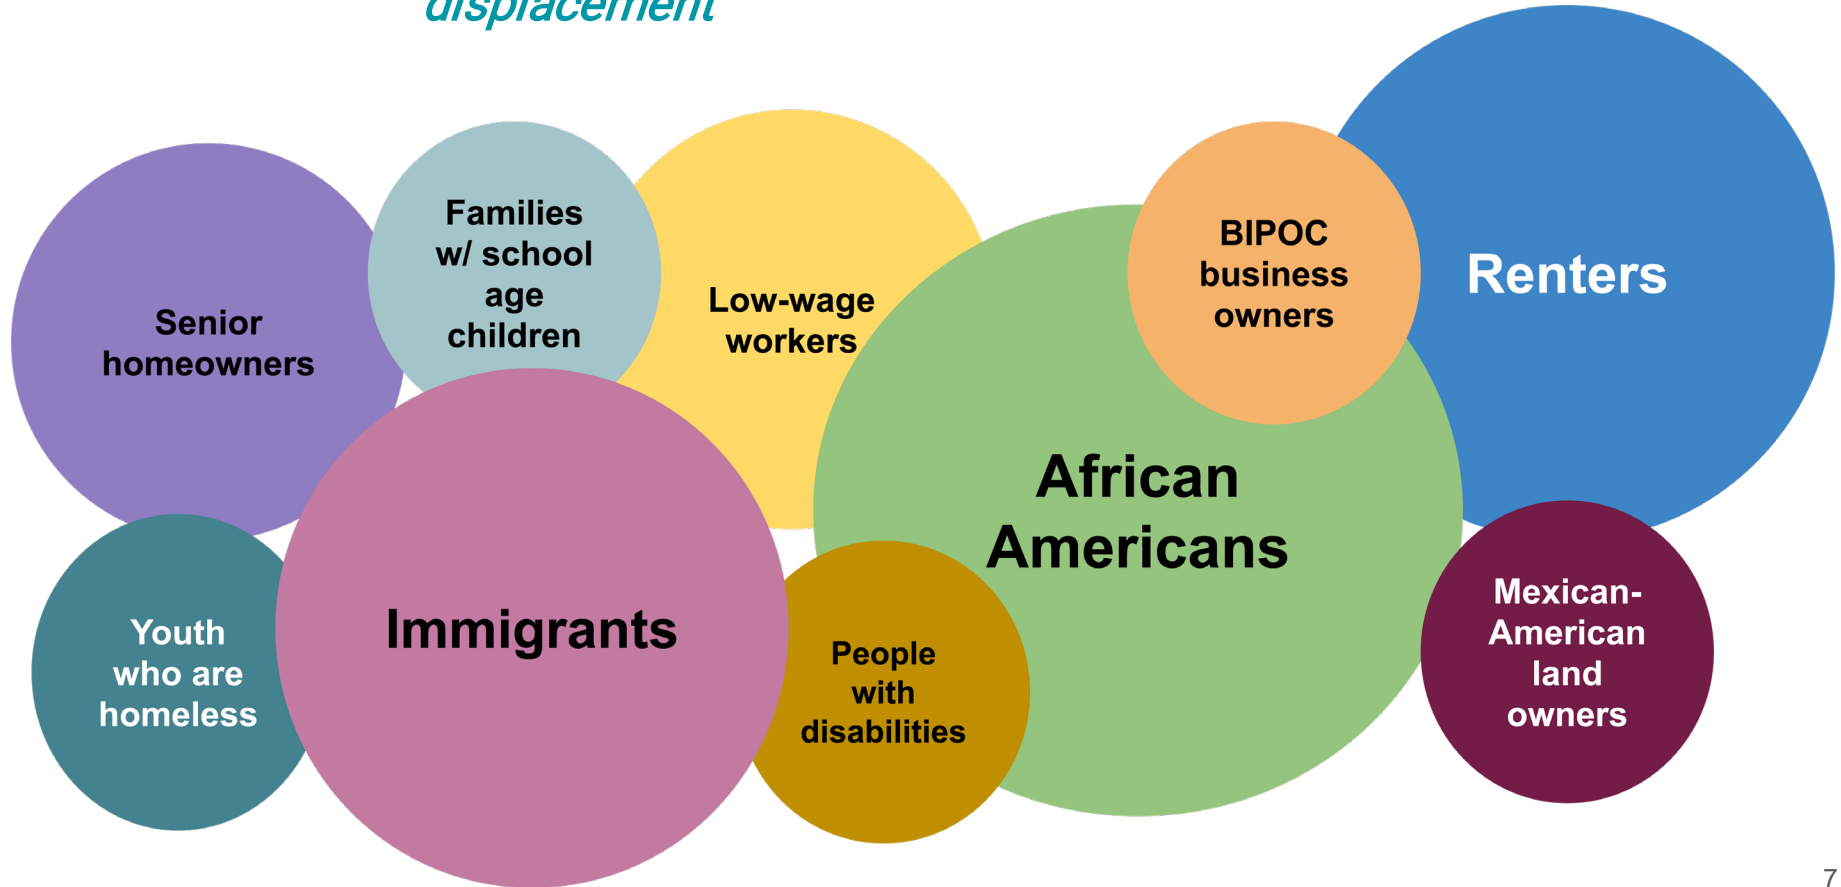 displacement
Senior
homeowners
Families
w/ school
age
children
Low-wage
workers
BIPOC
business
owners
Renters
African
Americans
Youth
who are
homeless
Immigrants
People
with
disabilities
Mexican-
American
land
owners
7